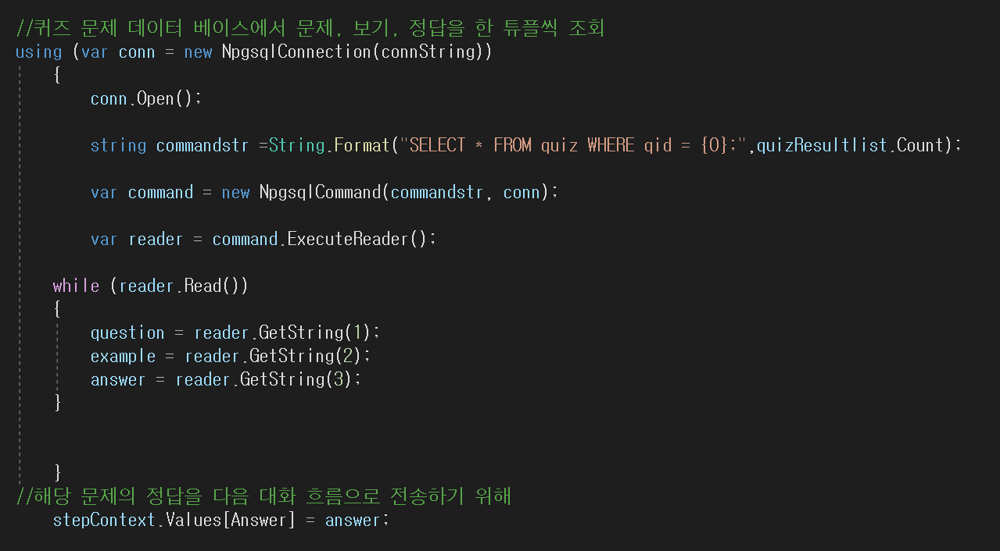 //퀴즈 문제 데이터 베이스에서 문제, 보기, 정답을 한 튜플씩 조회
using (var conn = new NpgsqlConnection(connString))
{
conn.Open();
string commandstr =String.Format("SELECT * FROM quiz WHERE qid = {0};",quizResultlist.Count);
var command = new NpgsqlCommand(commandstr, conn);
var reader = command.ExecuteReader();
while (reader.Read())
{
question = reader.GetString(1);
example = reader.GetString(2);
answer = reader.GetString(3);
}
}
//해당 문제의 정답을 다음 대화 흐름으로 전송하기 위해
stepContext.Values[Answer] = answer;